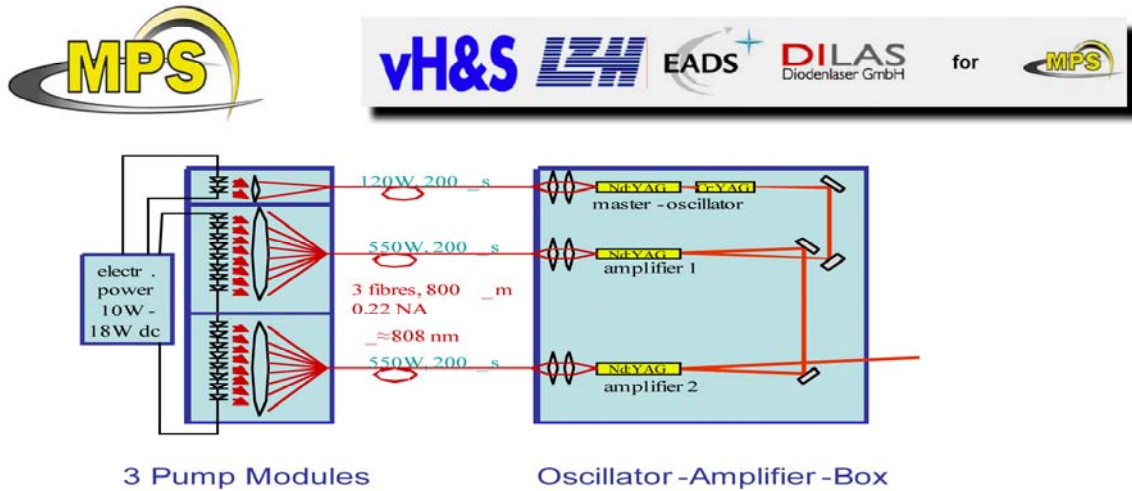 MPS
vH&S LZH EADS DILAS Diodenlaser GmbH for MPS
120W, 200 _s
Nd:YAG Cr-YAG
master - oscillator
550W, 200 _s
Nd:YAG
amplifier 1
electr .
power
10W -
18W dc
3 fibres, 800 _m
0.22 NA
_≈808 nm
550W, 200 _s
Nd:YAG
amplifier 2
3 Pump Modules
Oscillator -Amplifier -Box